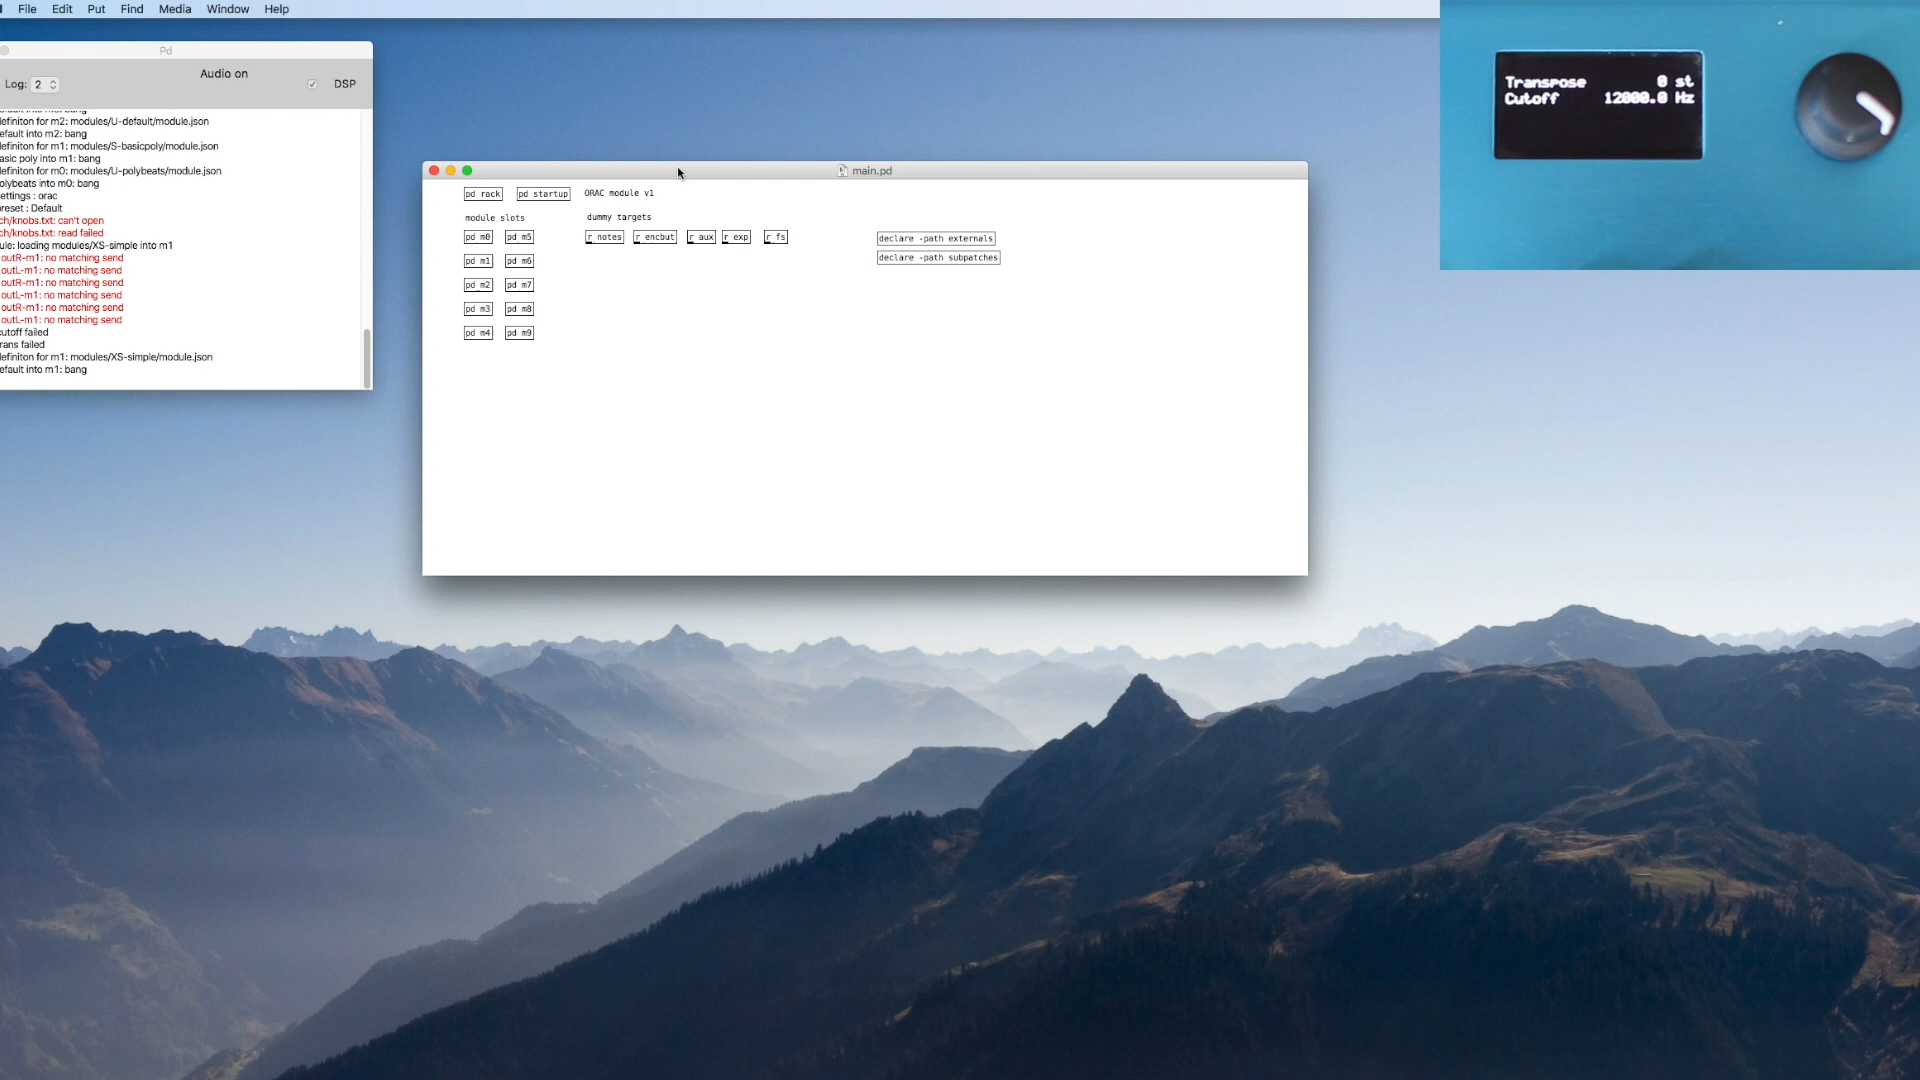 File Edit Put Find Media Window Help
Pd
Audio on
Log: 2
DSP
efiniton for m2: modules/U-default/module.json
efault into m2: bang
efiniton for m1: modules/S-basicpoly/module.json
asic poly into m1: bang
efiniton for m0: modules/U-polybeats/module.json
olybeats into m0: bang
ettings : orac
reset : Default
ch/knobs.txt: can't open
ch/knobs.txt: read failed
ule: loading modules/XS-simple into m1
outR-m1: no matching send
outL-m1: no matching send
outR-m1: no matching send
outL-m1: no matching send
outR-m1: no matching send
outL-m1: no matching send
cutoff failed
rans failed
efiniton for m1: modules/XS-simple/module.json
efault into m1: bang
main.pd
pd rack pd startup ORAC module v1
module slots dummy targets
pd m0 pd m5 r notes r encbut r aux r exp r fs declare -path externals
declare -path subpatches
pd m1 pd m6
pd m2 pd m7
pd m3 pd m8
pd m4 pd m9
Transpose 0 st
Cutoff 12000.0 Hz